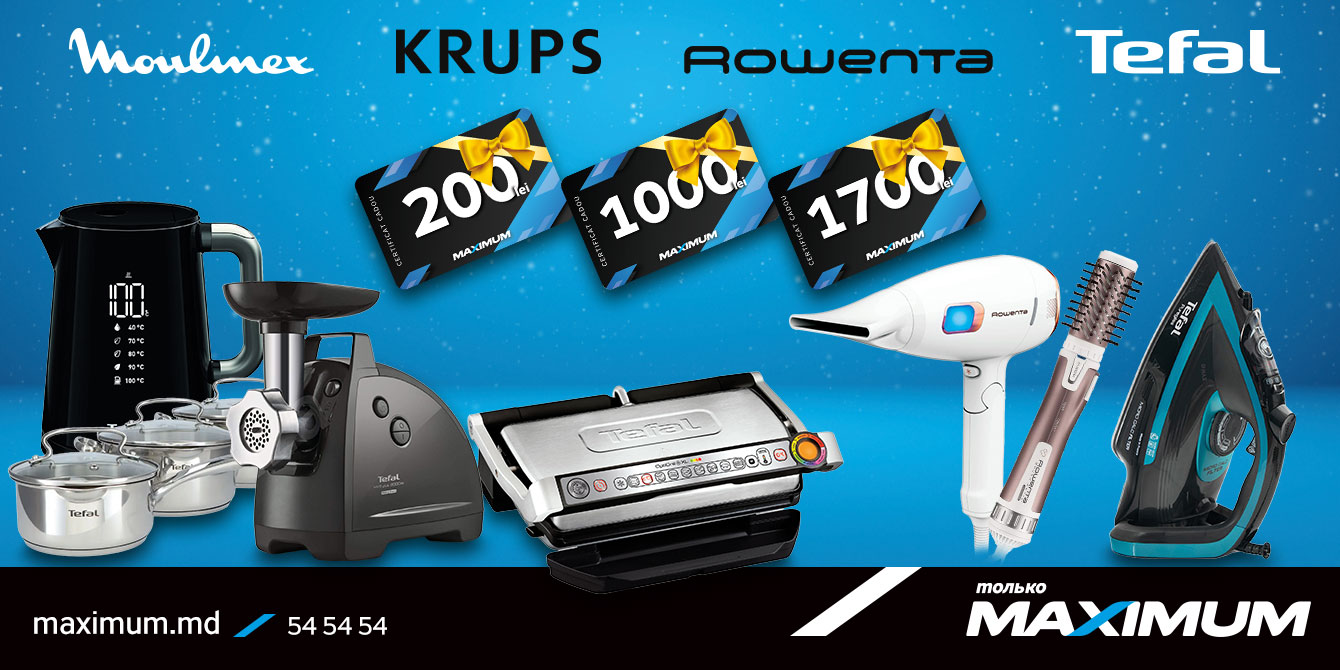 Moulinex
KRUPS
Rowenta
Tefal
200 lei
CERTIFICAT CADOU
MAXIMUM
1000 lei
CERTIFICAT CADOU
MAXIMUM
1700 lei
CERTIFICAT CADOU
MAXIMUM
100°C
40 °C
70 °C
80 °C
90 °C
100 °C
Tefal
Tefal
Tefal
Tefal
Rowenta
Rowenta
Tefal
только
MAXIMUM
maximum.md
54 54 54